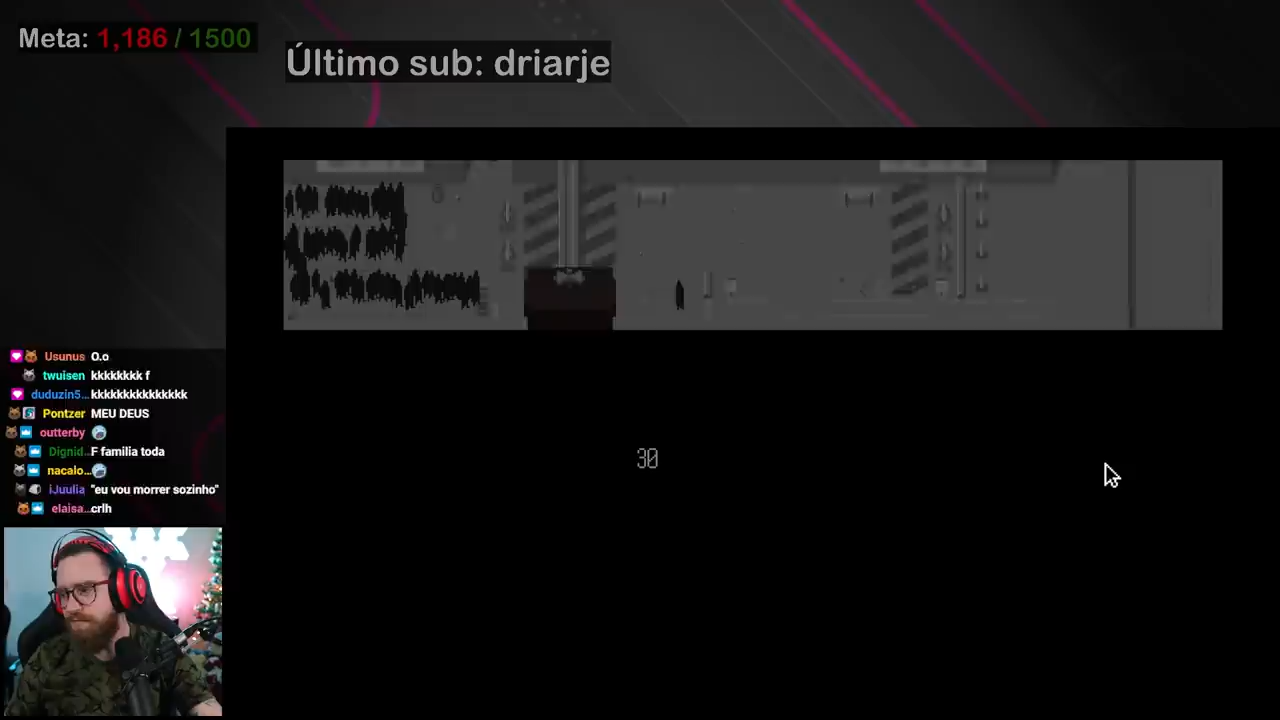 Meta: 1,186 / 1500
Último sub: driarje
Usunus O.o
twuisen kkkkkkkk f
duduzin5... kkkkkkkkkkkkkkk
Pontzer MEU DEUS
outterby
Dignid... F familia toda
nacalo...
iJuulia "eu vou morrer sozinho"
elaisa... crlh
30